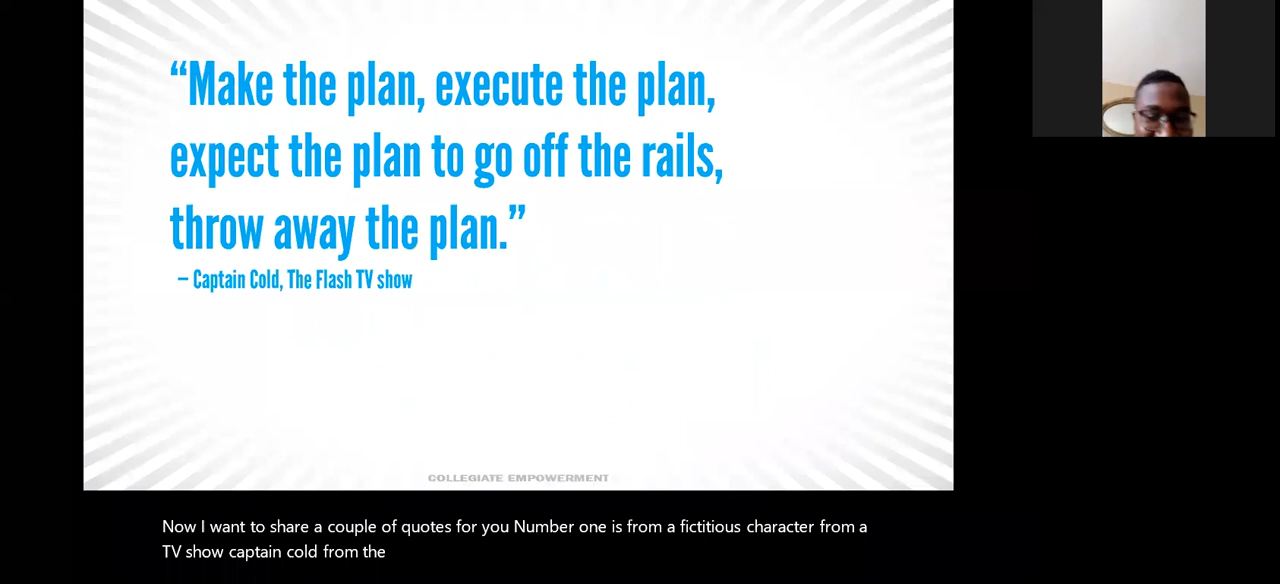 “Make the plan, execute the plan,
expect the plan to go off the rails,
throw away the plan.”
– Captain Cold, The Flash TV show
COLLEGIATE EMPOWERMENT
Now I want to share a couple of quotes for you Number one is from a fictitious character from a
TV show captain cold from the